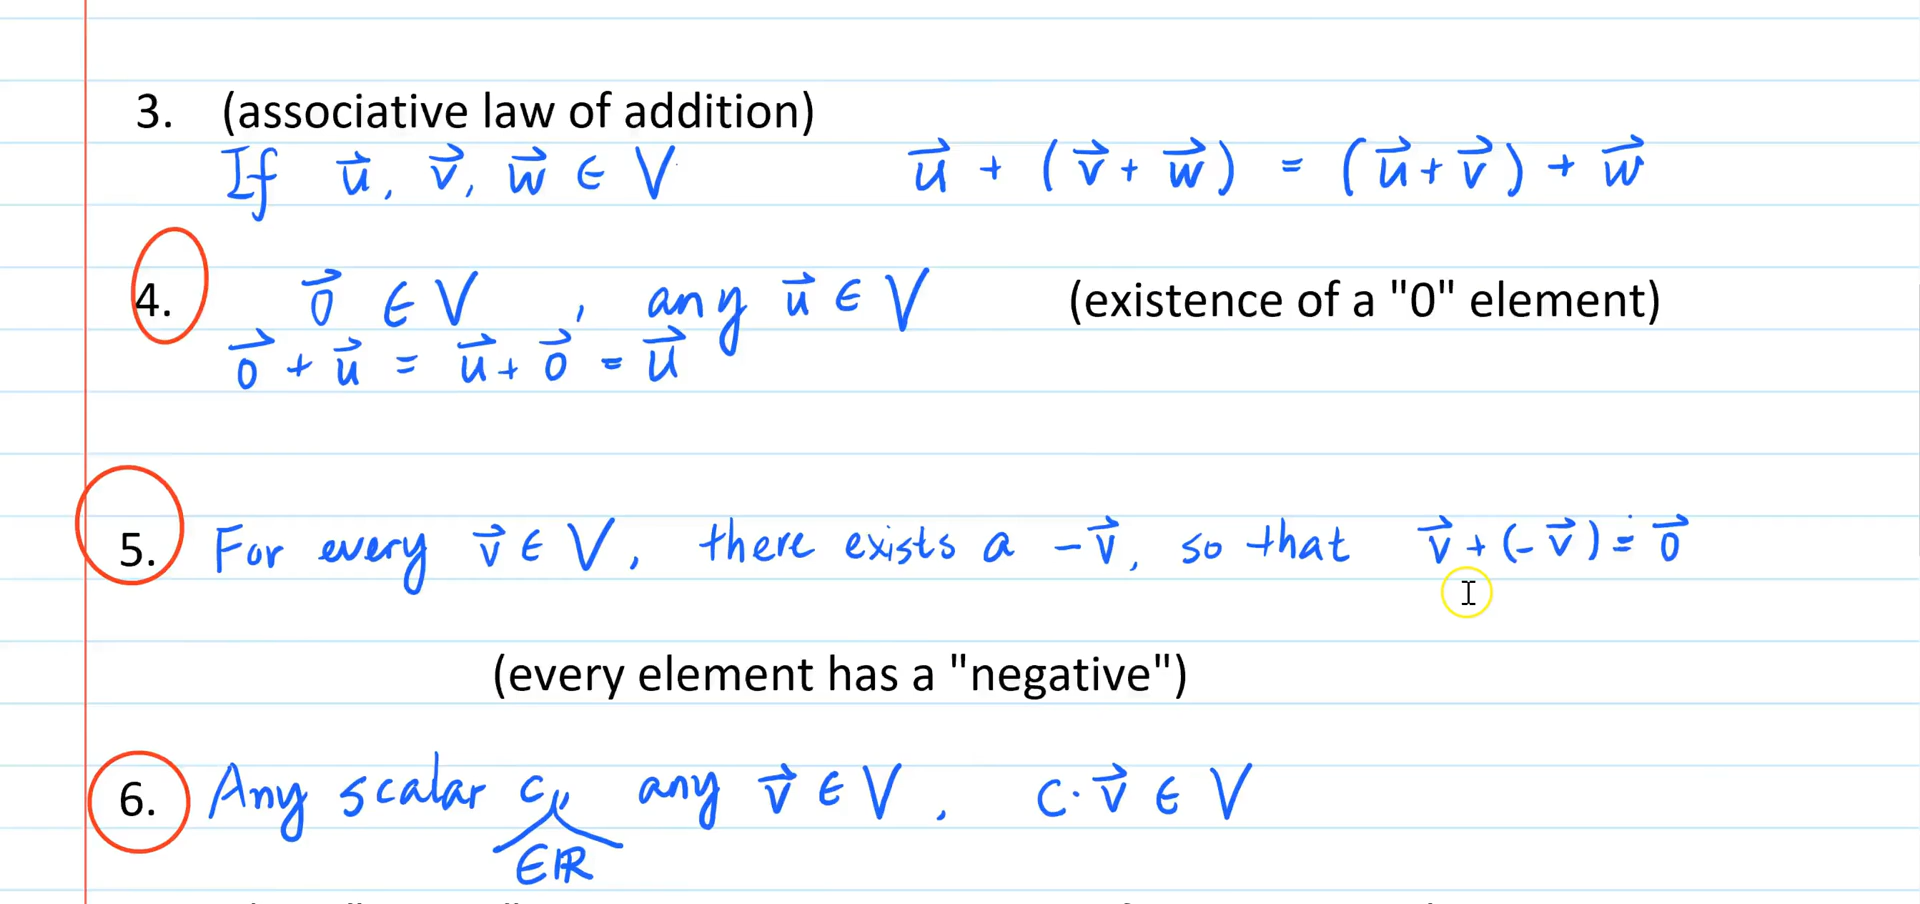 3. (associative law of addition)
If u⃗, v⃗, w⃗ ∈ V u⃗ + (v⃗ + w⃗) = (u⃗ + v⃗) + w⃗
4. 0⃗ ∈ V, any u⃗ ∈ V (existence of a "0" element)
0⃗ + u⃗ = u⃗ + 0⃗ = u⃗
5. For every v⃗ ∈ V, there exists a -v⃗, so that v⃗ + (-v⃗) = 0⃗
(every element has a "negative")
6. Any scalar c, any v⃗ ∈ V, c·v⃗ ∈ V
∈ℝ